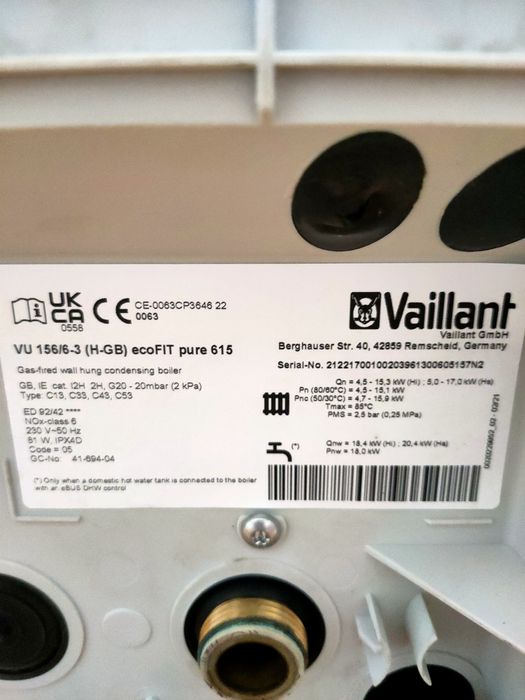 UK CA
0558
CE
CE-0063CP3646 22
0063
Vaillant
Vaillant GmbH
VU 156/6-3 (H-GB) ecoFIT pure 615
Berghauser Str. 40, 42859 Remscheid, Germany
Serial-No. 21221700100203961300605157N2
Gas-fired wall hung condensing boiler
GB, IE cat. I2H 2H, G20 - 20mbar (2 kPa)
Type: C13, C33, C43, C53
ED 92/42 ****
NOx-class 6
230 V~50 Hz
81 W, IPX4D
Code = 05
GC-No: 41-694-04
(*) Only when a domestic hot water tank is connected to the boiler
with an eBUS DHW control
Qn = 4,5 - 15,3 kW (Hi) ; 5,0 - 17,0 kW (Hs)
Pn (80/60°C) = 4,5 - 15,1 kW
Pnc (50/30°C) = 4,7 - 15,9 kW
Tmax = 85°C
PMS = 2,5 bar (0,25 MPa)
(*)
Qnw = 18,4 kW (Hi) ; 20,4 kW (Hs)
Pnw = 18,0 kW